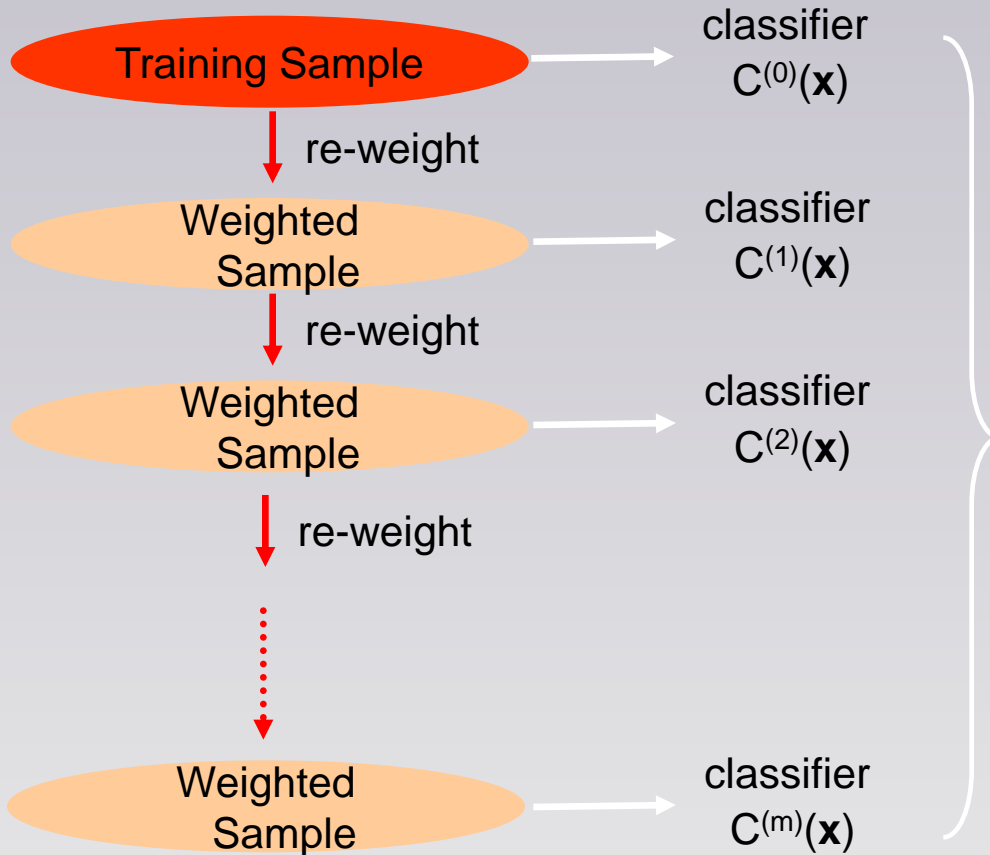 Training Sample
classifier
C⁽⁰⁾(x)
re-weight
Weighted
Sample
classifier
C⁽¹⁾(x)
re-weight
Weighted
Sample
classifier
C⁽²⁾(x)
re-weight
Weighted
Sample
classifier
C⁽ᵐ⁾(x)